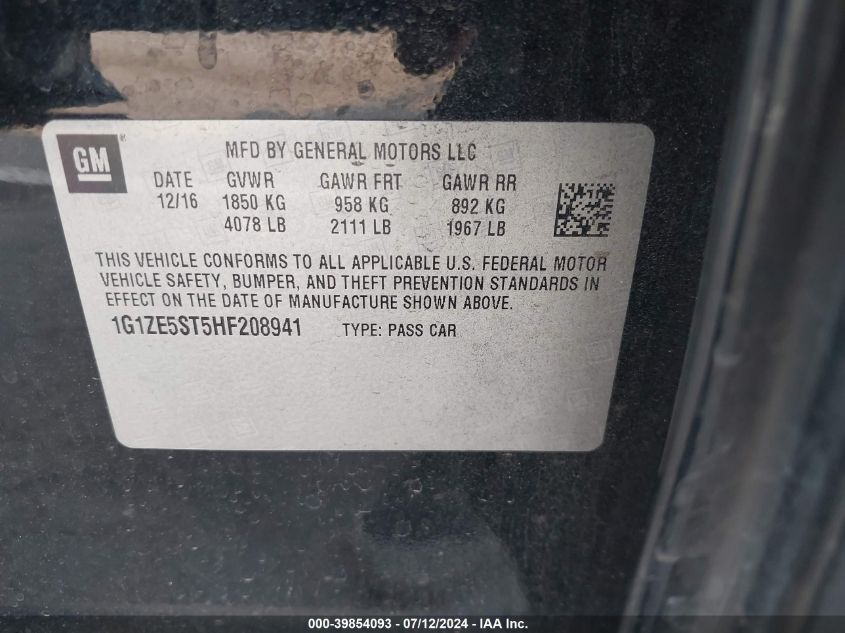 GM
MFD BY GENERAL MOTORS LLC
DATE GVWR GAWR FRT GAWR RR
12/16 1850 KG 958 KG 892 KG
4078 LB 2111 LB 1967 LB
THIS VEHICLE CONFORMS TO ALL APPLICABLE U.S. FEDERAL MOTOR
VEHICLE SAFETY, BUMPER, AND THEFT PREVENTION STANDARDS IN
EFFECT ON THE DATE OF MANUFACTURE SHOWN ABOVE.
1G1ZE5ST5HF208941 TYPE: PASS CAR
000-39854093 - 07/12/2024 - IAA Inc.